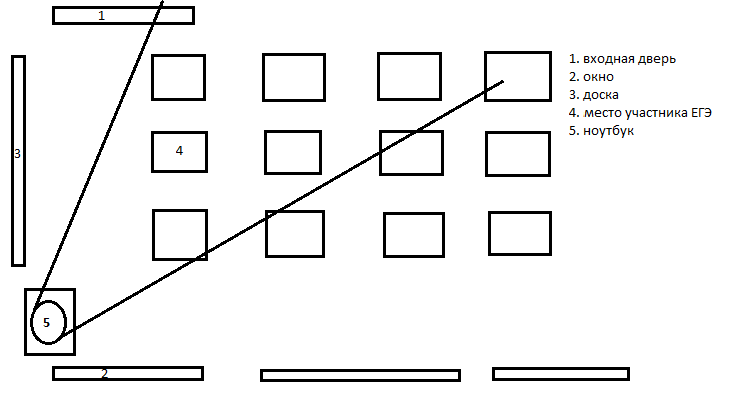 1
1. входная дверь
2. окно
3. доска
4. место участника ЕГЭ
5. ноутбук
3
4
5
2